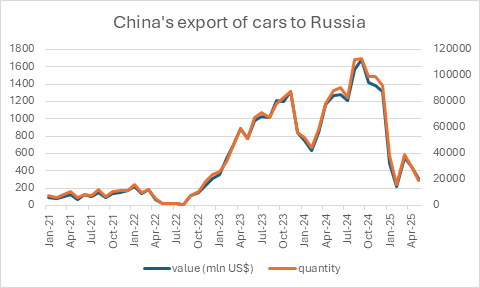 China's export of cars to Russia
1800
1600
1400
1200
1000
800
600
400
200
0
120000
100000
80000
60000
40000
20000
0
Jan-21
Apr-21
Jul-21
Oct-21
Jan-22
Apr-22
Jul-22
Oct-22
Jan-23
Apr-23
Jul-23
Oct-23
Jan-24
Apr-24
Jul-24
Oct-24
Jan-25
Apr-25
value (mln US$) quantity